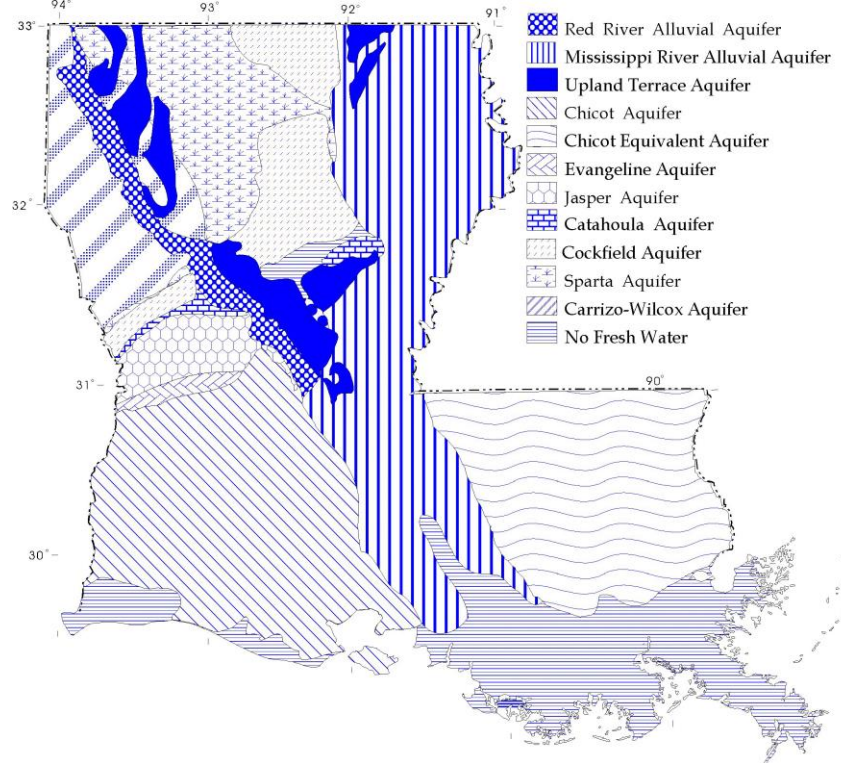 94°
93°
92°
91°
33°
32°
31°
30°
90°
Red River Alluvial Aquifer
Mississippi River Alluvial Aquifer
Upland Terrace Aquifer
Chicot Aquifer
Chicot Equivalent Aquifer
Evangeline Aquifer
Jasper Aquifer
Catahoula Aquifer
Cockfield Aquifer
Sparta Aquifer
Carrizo-Wilcox Aquifer
No Fresh Water